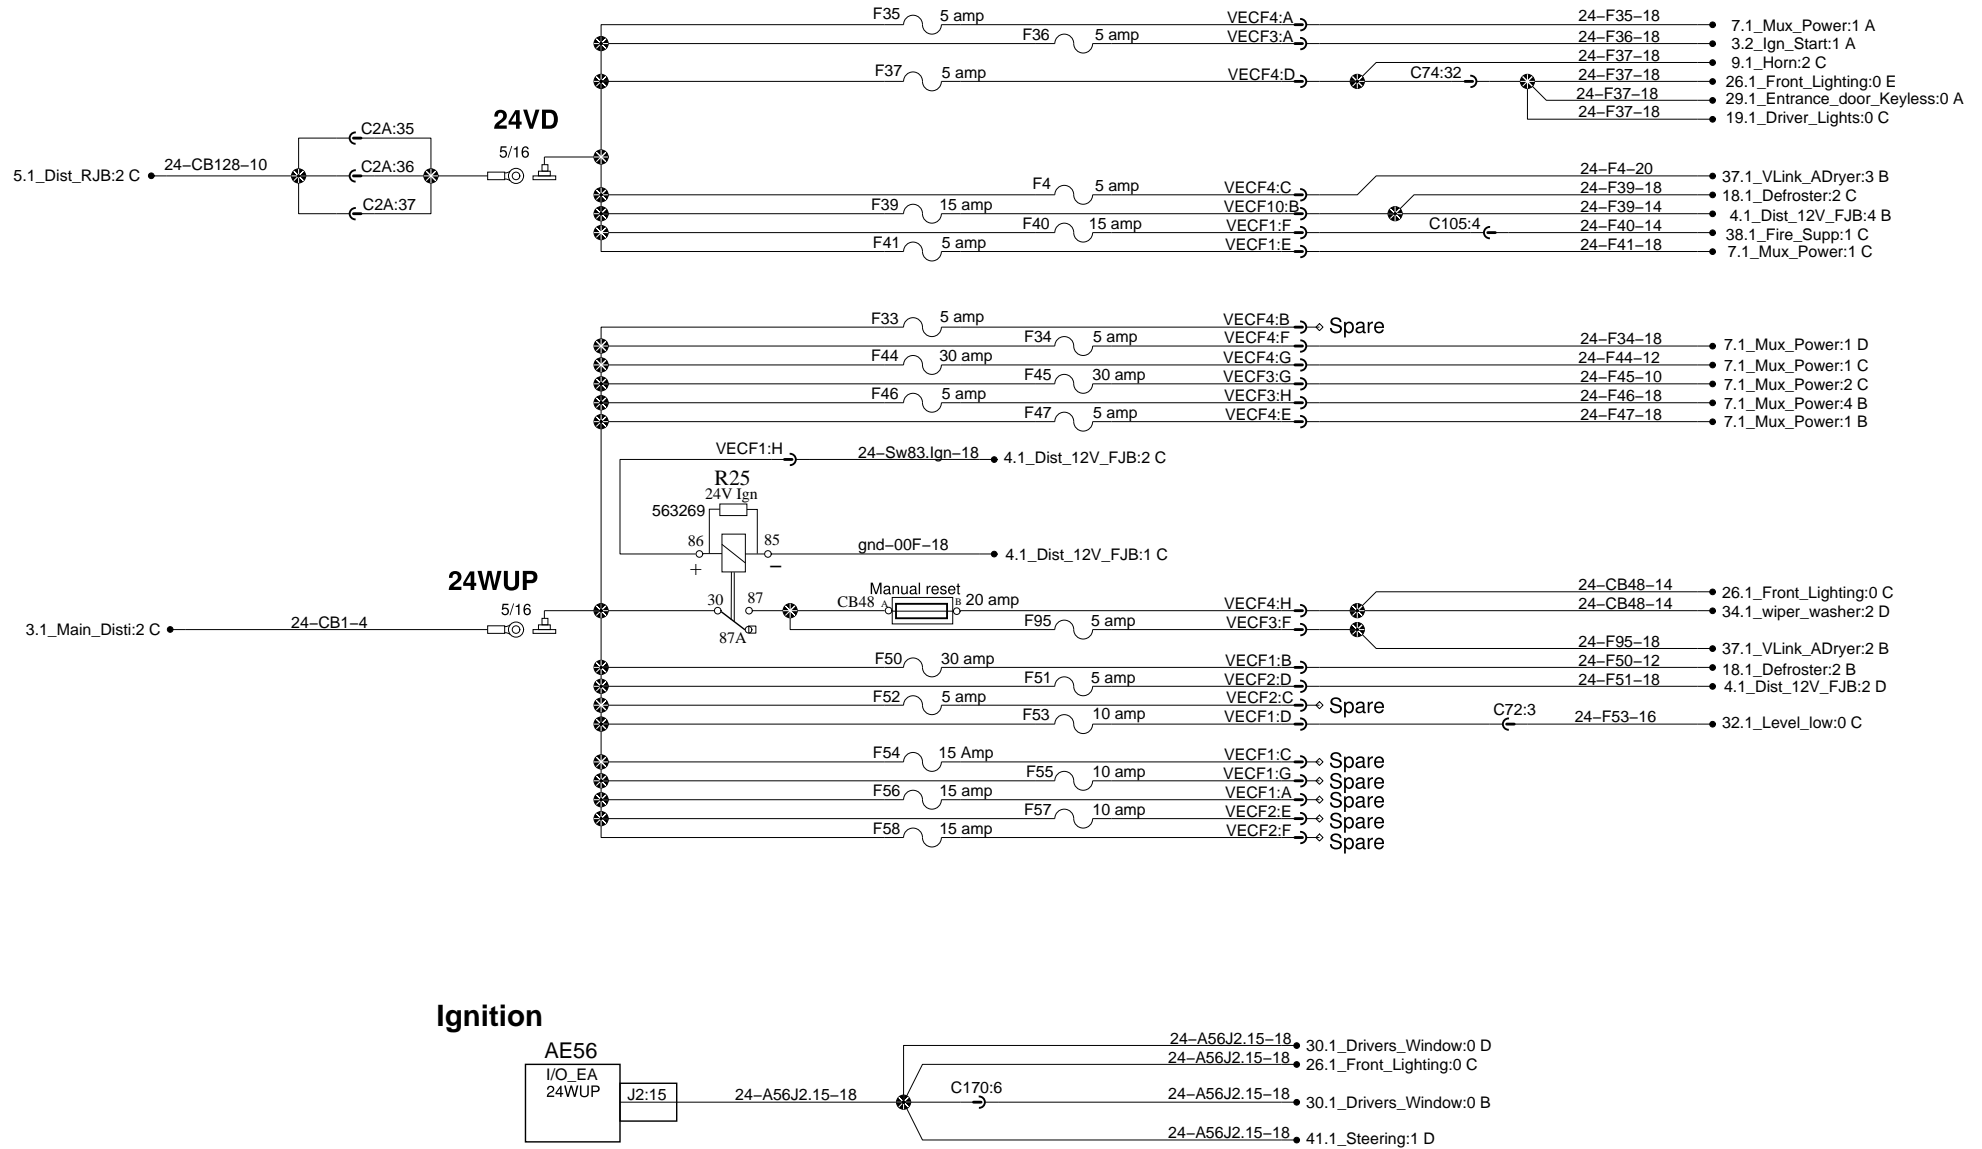 F35 5 amp VECF4:A 24-F35-18 7.1_Mux_Power:1 A
F36 5 amp VECF3:A 24-F36-18 3.2_Ign_Start:1 A
24-F37-18 9.1_Horn:2 C
F37 5 amp VECF4:D C74:32 24-F37-18 26.1_Front_Lighting:0 E
24-F37-18 29.1_Entrance_door_Keyless:0 A
24-F37-18 19.1_Driver_Lights:0 C
24VD
5/16
C2A:35
5.1_Dist_RJB:2 C 24-CB128-10 C2A:36
C2A:37
24-F4-20 37.1_VLink_ADryer:3 B
F4 5 amp VECF4:C 24-F39-18 18.1_Defroster:2 C
F39 15 amp VECF10:B 24-F39-14 4.1_Dist_12V_FJB:4 B
F40 15 amp VECF1:F C105:4 24-F40-14 38.1_Fire_Supp:1 C
F41 5 amp VECF1:E 24-F41-18 7.1_Mux_Power:1 C
F33 5 amp VECF4:B Spare
F34 5 amp VECF4:F 24-F34-18 7.1_Mux_Power:1 D
F44 30 amp VECF4:G 24-F44-12 7.1_Mux_Power:1 C
F45 30 amp VECF3:G 24-F45-10 7.1_Mux_Power:2 C
F46 5 amp VECF3:H 24-F46-18 7.1_Mux_Power:4 B
F47 5 amp VECF4:E 24-F47-18 7.1_Mux_Power:1 B
VECF1:H 24-Sw83.Ign-18 4.1_Dist_12V_FJB:2 C
R25
24V Ign
563269
86 85 gnd-00F-18 4.1_Dist_12V_FJB:1 C
+ −
24WUP
5/16
3.1_Main_Disti:2 C 24-CB1-4
Manual reset 24-CB48-14 26.1_Front_Lighting:0 C
30 87 CB48 A B 20 amp VECF4:H 24-CB48-14 34.1_wiper_washer:2 D
87A F95 5 amp VECF3:F
24-F95-18 37.1_VLink_ADryer:2 B
F50 30 amp VECF1:B 24-F50-12 18.1_Defroster:2 B
F51 5 amp VECF2:D 24-F51-18 4.1_Dist_12V_FJB:2 D
F52 5 amp VECF2:C Spare
F53 10 amp VECF1:D C72:3 24-F53-16 32.1_Level_low:0 C
F54 15 Amp VECF1:C Spare
F55 10 amp VECF1:G Spare
F56 15 amp VECF1:A Spare
F57 10 amp VECF2:E Spare
F58 15 amp VECF2:F Spare
Ignition
AE56
I/O_EA
24WUP
J2:15 24-A56J2.15-18
24-A56J2.15-18 30.1_Drivers_Window:0 D
24-A56J2.15-18 26.1_Front_Lighting:0 C
C170:6 24-A56J2.15-18 30.1_Drivers_Window:0 B
24-A56J2.15-18 41.1_Steering:1 D